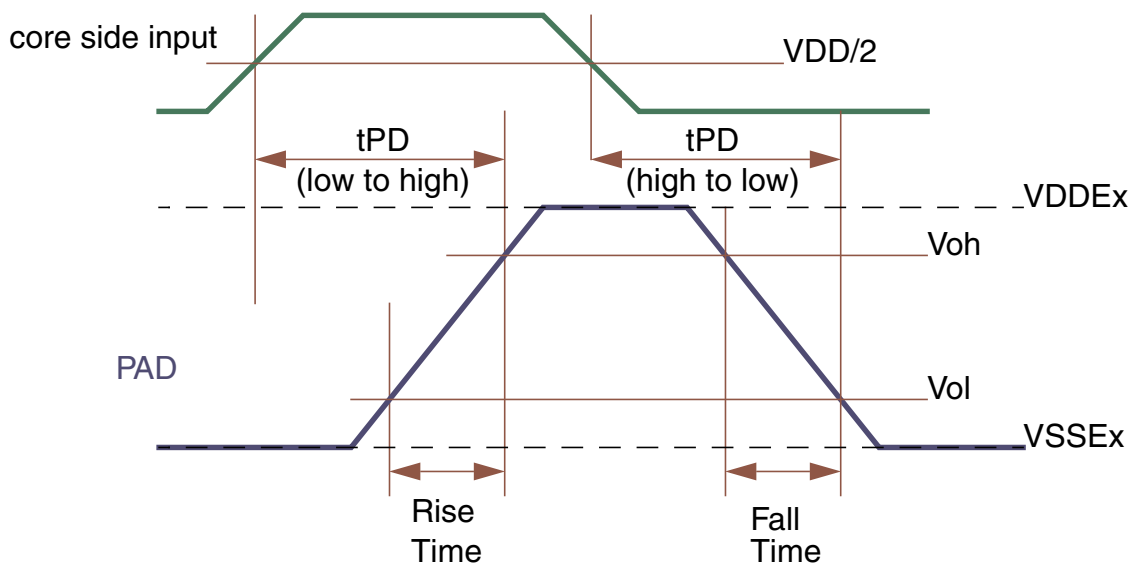 core side input
VDD/2
tPD
(low to high)
tPD
(high to low)
VDDEx
Voh
PAD
Vol
VSSEx
Rise
Time
Fall
Time